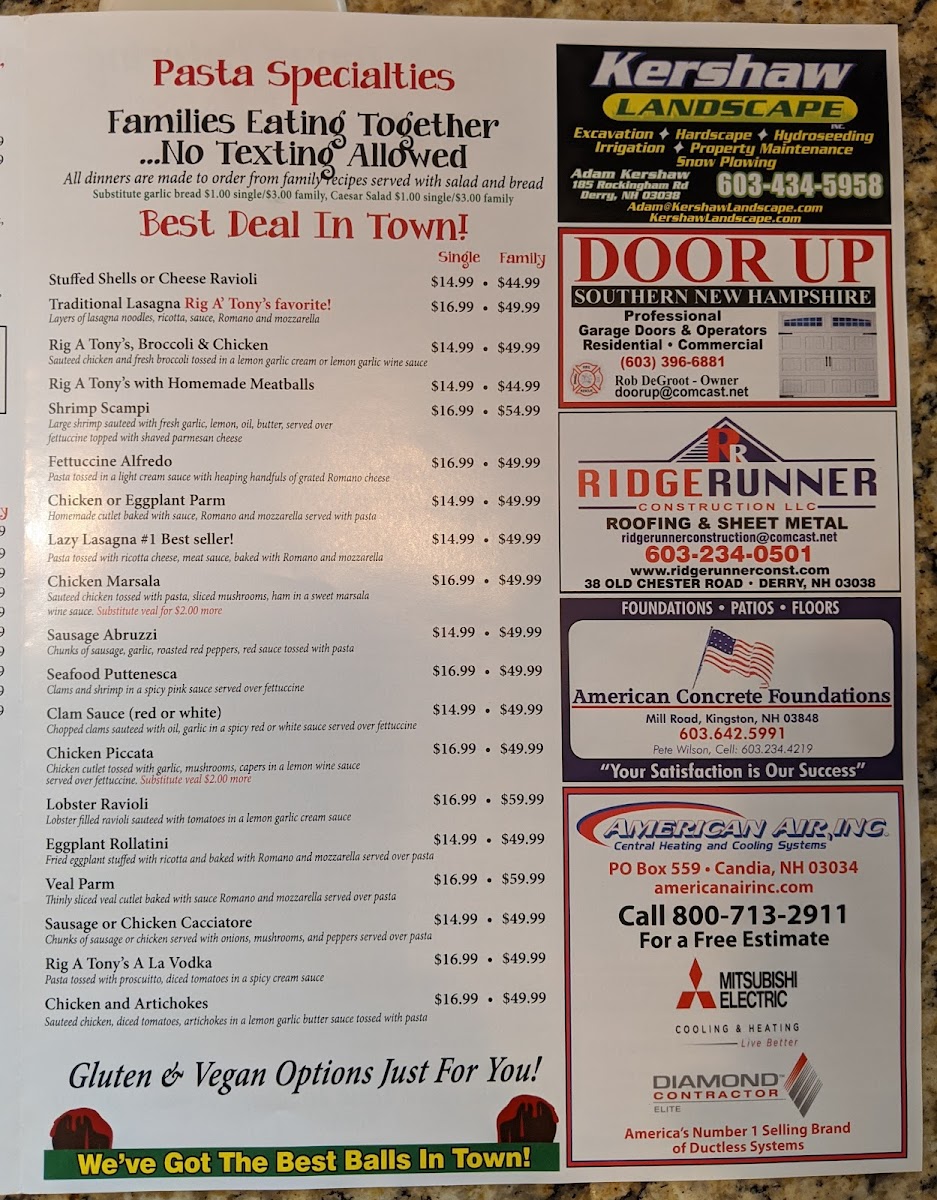 Pasta Specialties
Families Eating Together
...No Texting Allowed
All dinners are made to order from family recipes served with salad and bread
Substitute garlic bread $1.00 single/$3.00 family, Caesar Salad $1.00 single/$3.00 family
Best Deal In Town!
Single Family
Stuffed Shells or Cheese Ravioli $14.99 • $44.99
Traditional Lasagna Rig A' Tony's favorite! $16.99 • $49.99
Layers of lasagna noodles, ricotta, sauce, Romano and mozzarella
Rig A Tony's, Broccoli & Chicken $14.99 • $49.99
Sauteed chicken and fresh broccoli tossed in a lemon garlic cream or lemon garlic wine sauce
Rig A Tony's with Homemade Meatballs $14.99 • $44.99
Shrimp Scampi $16.99 • $54.99
Large shrimp sauteed with fresh garlic, lemon, oil, butter, served over
fettuccine topped with shaved parmesan cheese
Fettuccine Alfredo $16.99 • $49.99
Pasta tossed in a light cream sauce with heaping handfuls of grated Romano cheese
Chicken or Eggplant Parm $14.99 • $49.99
Homemade cutlet baked with sauce, Romano and mozzarella served with pasta
Lazy Lasagna #1 Best seller! $14.99 • $49.99
Pasta tossed with ricotta cheese, meat sauce, baked with Romano and mozzarella
Chicken Marsala $16.99 • $49.99
Sauteed chicken tossed with pasta, sliced mushrooms, ham in a sweet marsala
wine sauce. Substitute veal for $2.00 more
Sausage Abruzzi $14.99 • $49.99
Chunks of sausage, garlic, roasted red peppers, red sauce tossed with pasta
Seafood Puttenesca $16.99 • $49.99
Clams and shrimp in a spicy pink sauce served over fettuccine
Clam Sauce (red or white) $14.99 • $49.99
Chopped clams sauteed with oil, garlic in a spicy red or white sauce served over fettuccine
Chicken Piccata $16.99 • $49.99
Chicken cutlet tossed with garlic, mushrooms, capers in a lemon wine sauce
served over fettuccine. Substitute veal $2.00 more
Lobster Ravioli $16.99 • $59.99
Lobster filled ravioli sauteed with tomatoes in a lemon garlic cream sauce
Eggplant Rollatini $14.99 • $49.99
Fried eggplant stuffed with ricotta and baked with Romano and mozzarella served over pasta
Veal Parm $16.99 • $59.99
Thinly sliced veal cutlet baked with sauce Romano and mozzarella served over pasta
Sausage or Chicken Cacciatore $14.99 • $49.99
Chunks of sausage or chicken served with onions, mushrooms, and peppers served over pasta
Rig A Tony's A La Vodka $16.99 • $49.99
Pasta tossed with proscuitto, diced tomatoes in a spicy cream sauce
Chicken and Artichokes $16.99 • $49.99
Sauteed chicken, diced tomatoes, artichokes in a lemon garlic butter sauce tossed with pasta
Gluten & Vegan Options Just For You!
We've Got The Best Balls In Town!
Kershaw
LANDSCAPE INC.
Excavation ✦ Hardscape ✦ Hydroseeding
Irrigation ✦ Property Maintenance
Snow Plowing
Adam Kershaw
185 Rockingham Rd
Derry, NH 03038
603-434-5958
Adam@KershawLandscape.com
KershawLandscape.com
DOOR UP
SOUTHERN NEW HAMPSHIRE
Professional
Garage Doors & Operators
Residential • Commercial
(603) 396-6881
Rob DeGroot - Owner
doorup@comcast.net
RR
RIDGERUNNER
CONSTRUCTION LLC
ROOFING & SHEET METAL
ridgerunnerconstruction@comcast.net
603-234-0501
www.ridgerunnerconst.com
38 OLD CHESTER ROAD • DERRY, NH 03038
FOUNDATIONS • PATIOS • FLOORS
American Concrete Foundations
Mill Road, Kingston, NH 03848
603.642.5991
Pete Wilson, Cell: 603.234.4219
"Your Satisfaction is Our Success"
AMERICAN AIR, INC.
Central Heating and Cooling Systems
PO Box 559 • Candia, NH 03034
americanairinc.com
Call 800-713-2911
For a Free Estimate
MITSUBISHI
ELECTRIC
COOLING & HEATING
Live Better
DIAMOND™
CONTRACTOR
ELITE
America's Number 1 Selling Brand
of Ductless Systems